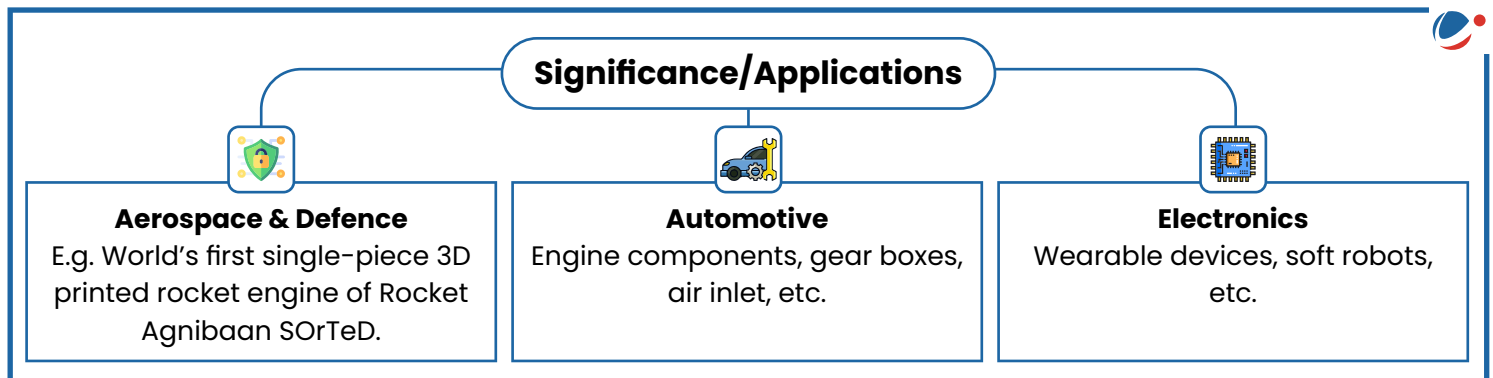 Significance/Applications
Aerospace & Defence
E.g. World’s first single-piece 3D
printed rocket engine of Rocket
Agnibaan SOrTeD.
Automotive
Engine components, gear boxes,
air inlet, etc.
Electronics
Wearable devices, soft robots,
etc.